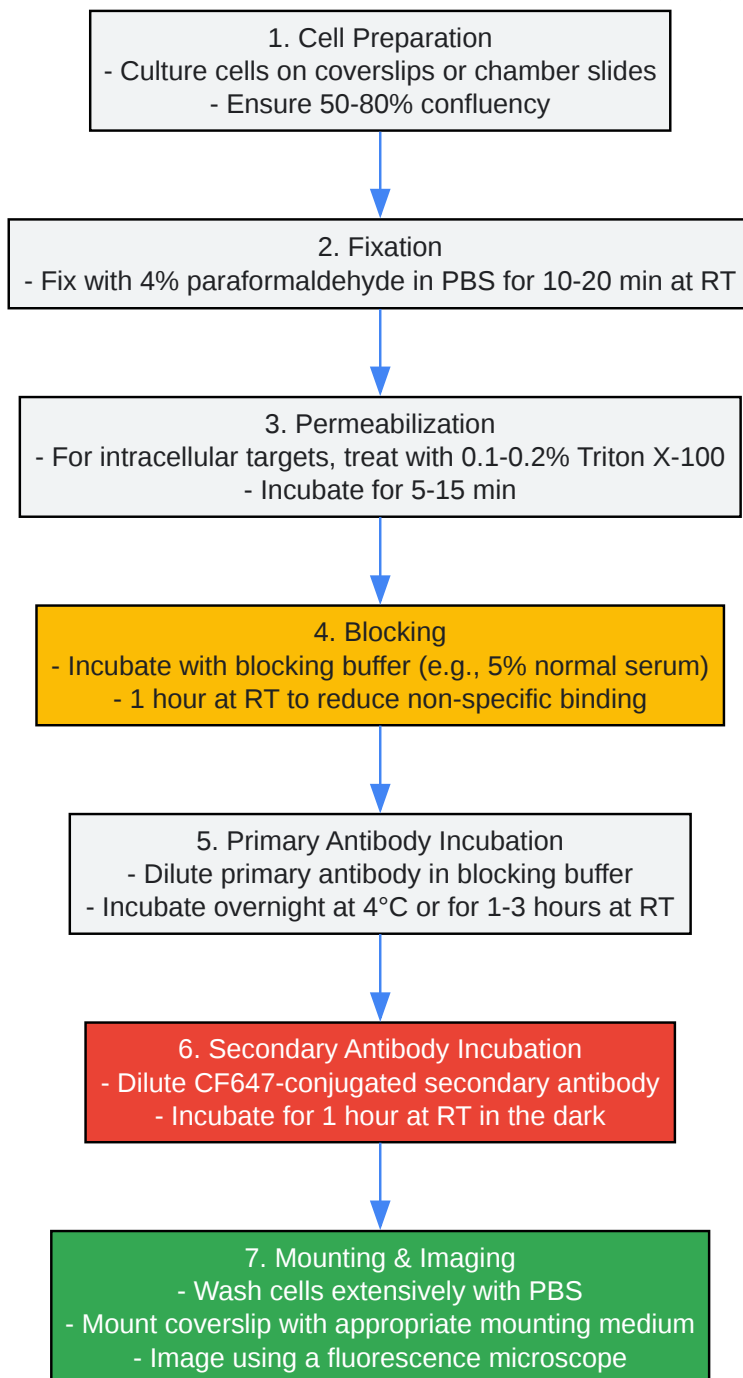 1. Cell Preparation
- Culture cells on coverslips or chamber slides
- Ensure 50-80% confluency
2. Fixation
- Fix with 4% paraformaldehyde in PBS for 10-20 min at RT
3. Permeabilization
- For intracellular targets, treat with 0.1-0.2% Triton X-100
- Incubate for 5-15 min
4. Blocking
- Incubate with blocking buffer (e.g., 5% normal serum)
- 1 hour at RT to reduce non-specific binding
5. Primary Antibody Incubation
- Dilute primary antibody in blocking buffer
- Incubate overnight at 4°C or for 1-3 hours at RT
6. Secondary Antibody Incubation
- Dilute CF647-conjugated secondary antibody
- Incubate for 1 hour at RT in the dark
7. Mounting & Imaging
- Wash cells extensively with PBS
- Mount coverslip with appropriate mounting medium
- Image using a fluorescence microscope